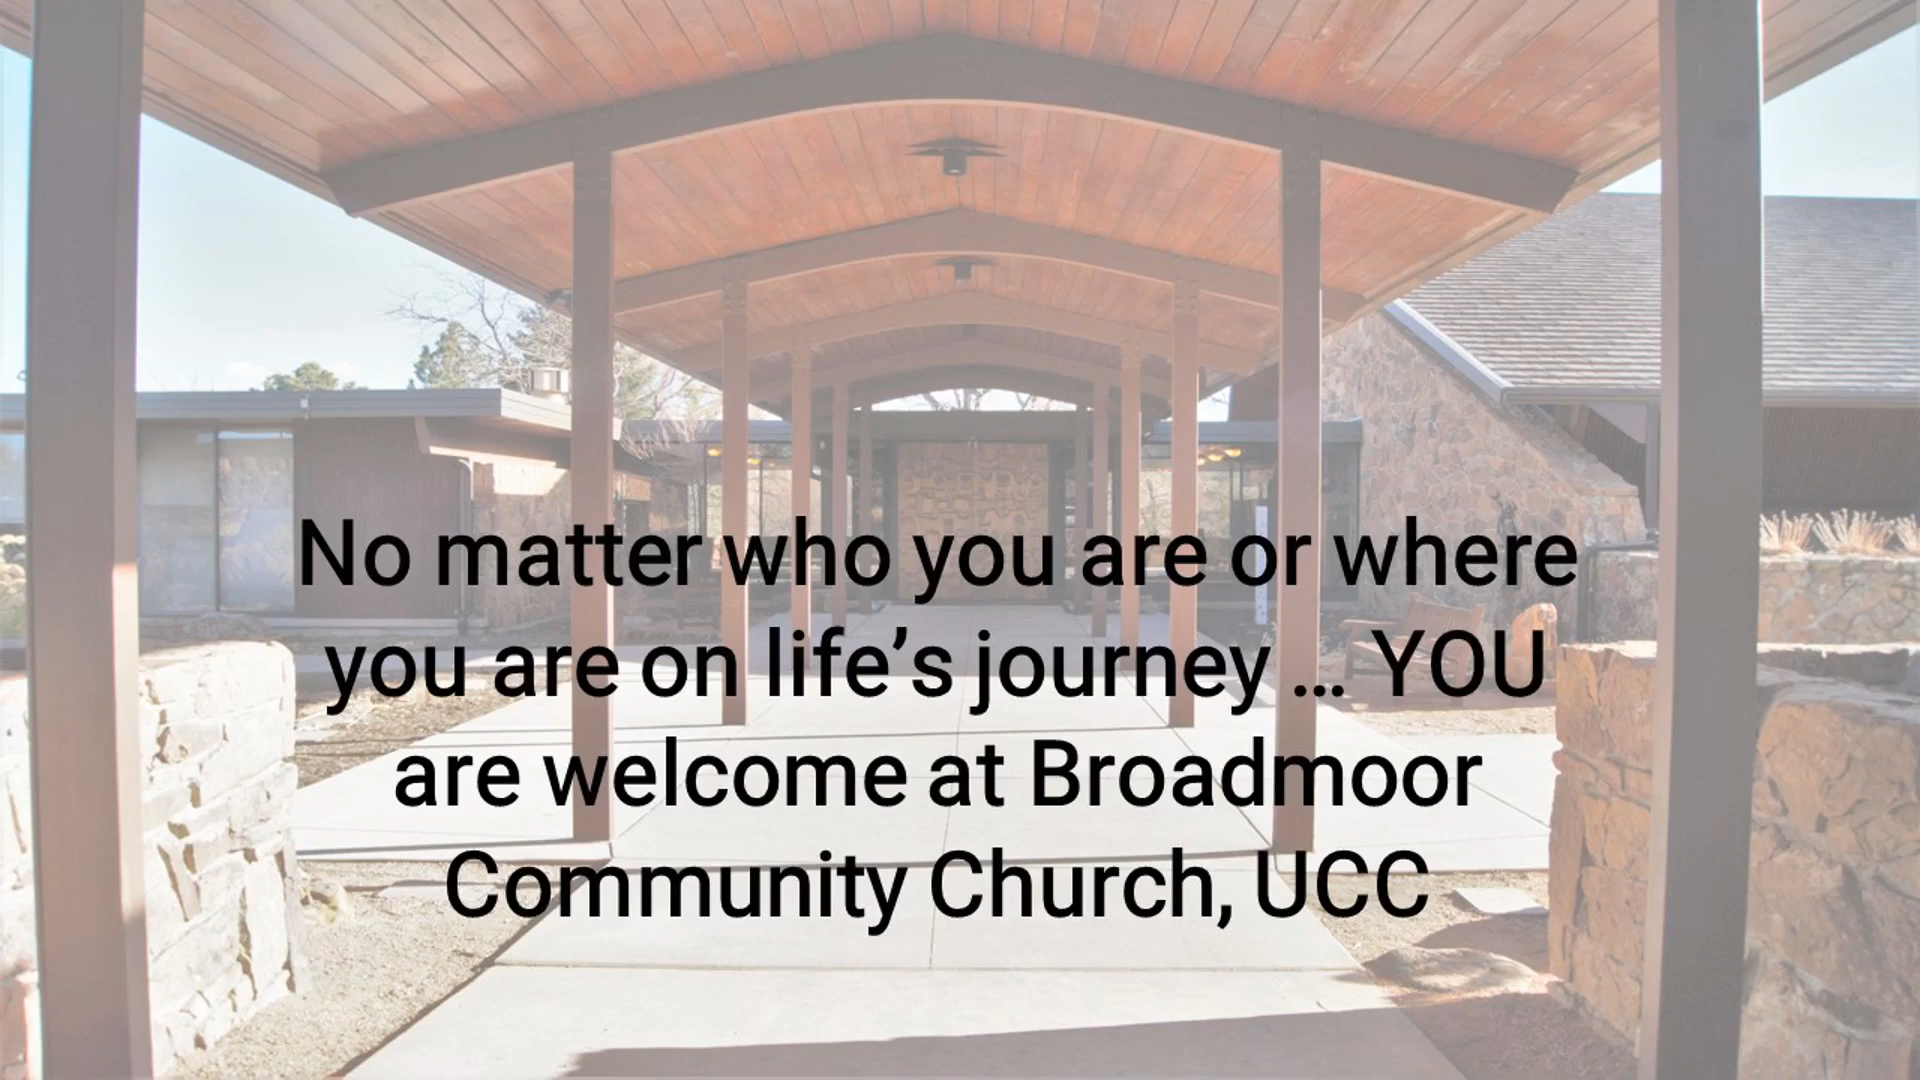 No matter who you are or where
you are on life’s journey … YOU
are welcome at Broadmoor
Community Church, UCC